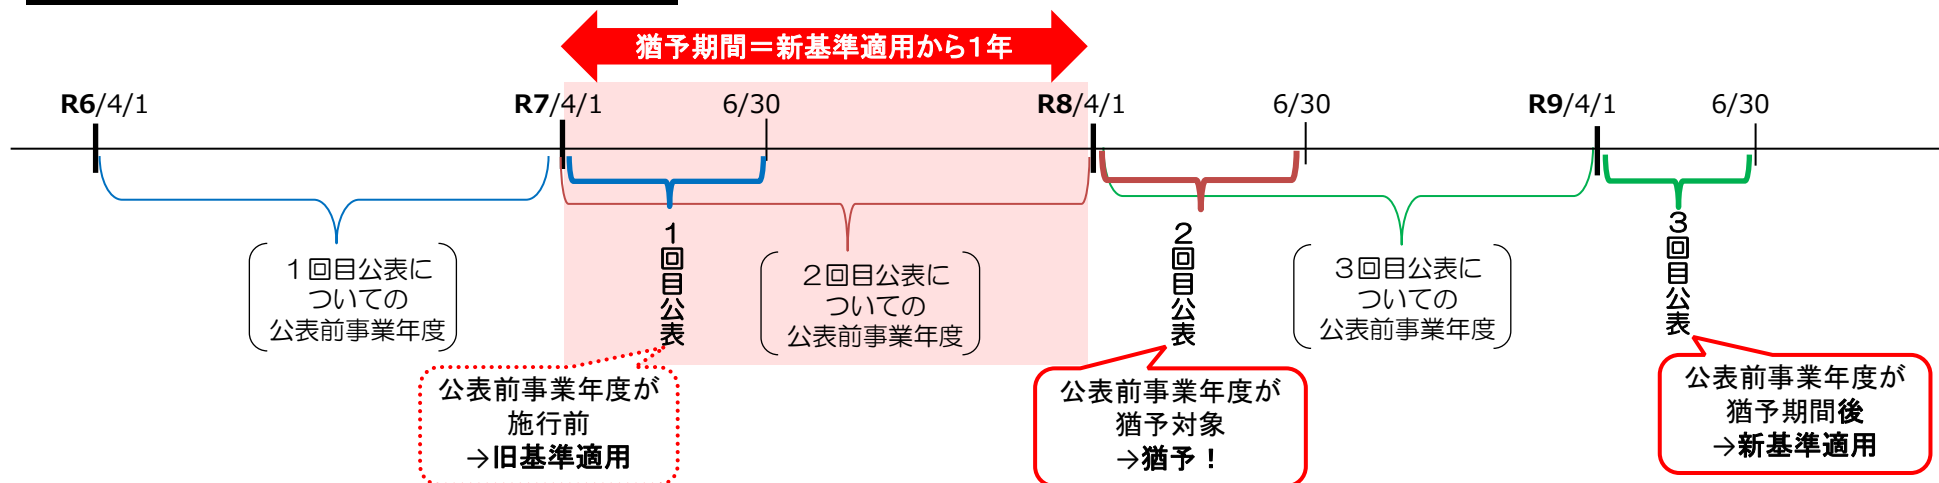 猶予期間＝新基準適用から１年
R6/4/1
R7/4/1
6/30
R8/4/1
6/30
R9/4/1
6/30
１回目公表に
ついての
公表前事業年度
１回目公表
２回目公表に
ついての
公表前事業年度
２回目公表
３回目公表に
ついての
公表前事業年度
３回目公表
公表前事業年度が
施行前
→旧基準適用
公表前事業年度が
猶予対象
→猶予！
公表前事業年度が
猶予期間後
→新基準適用